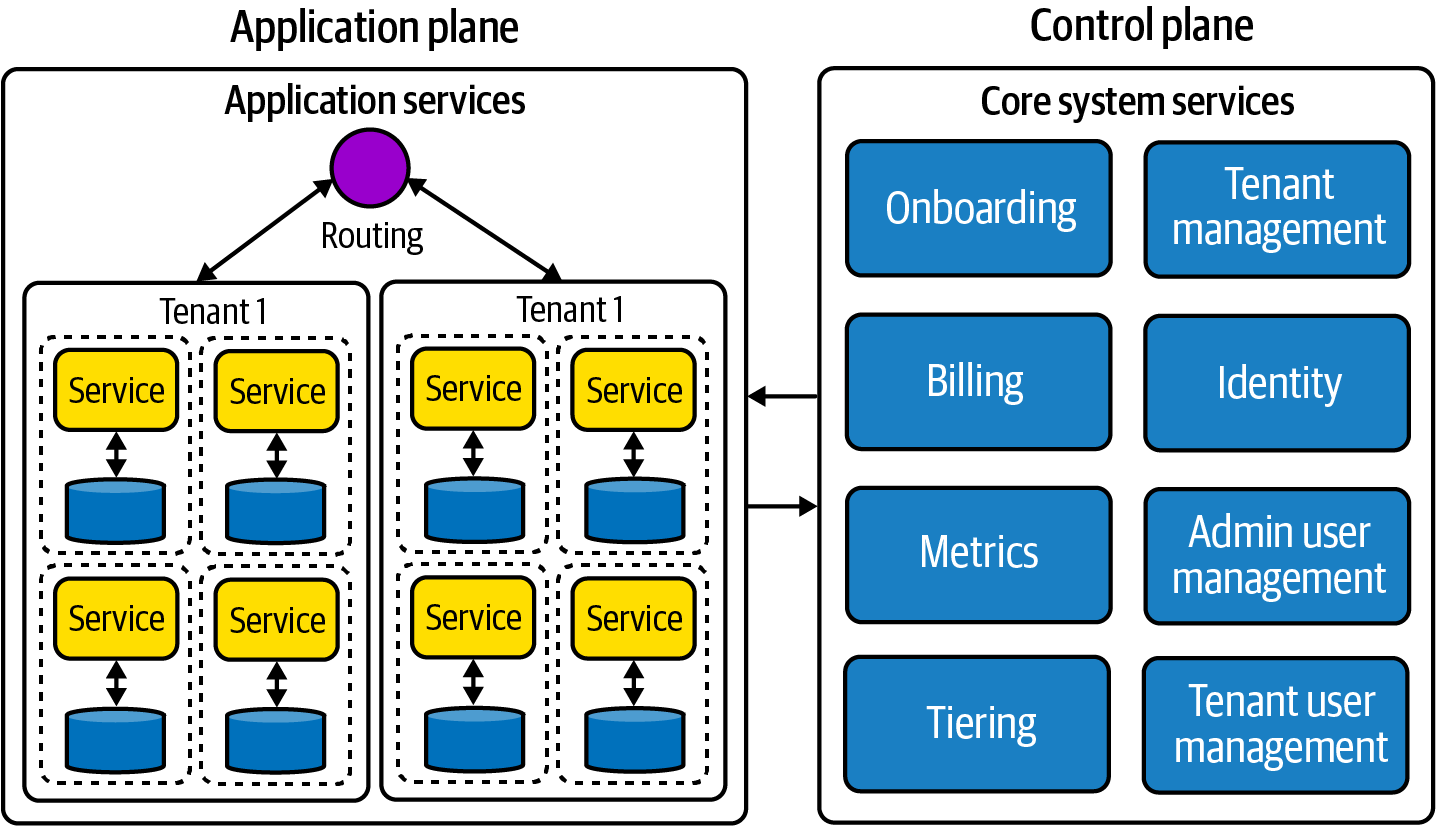 Application plane
Application services
Routing
Tenant 1
Service
Service
Service
Service
Tenant 1
Service
Service
Service
Service
Control plane
Core system services
Onboarding
Tenant
management
Billing
Identity
Metrics
Admin user
management
Tiering
Tenant user
management